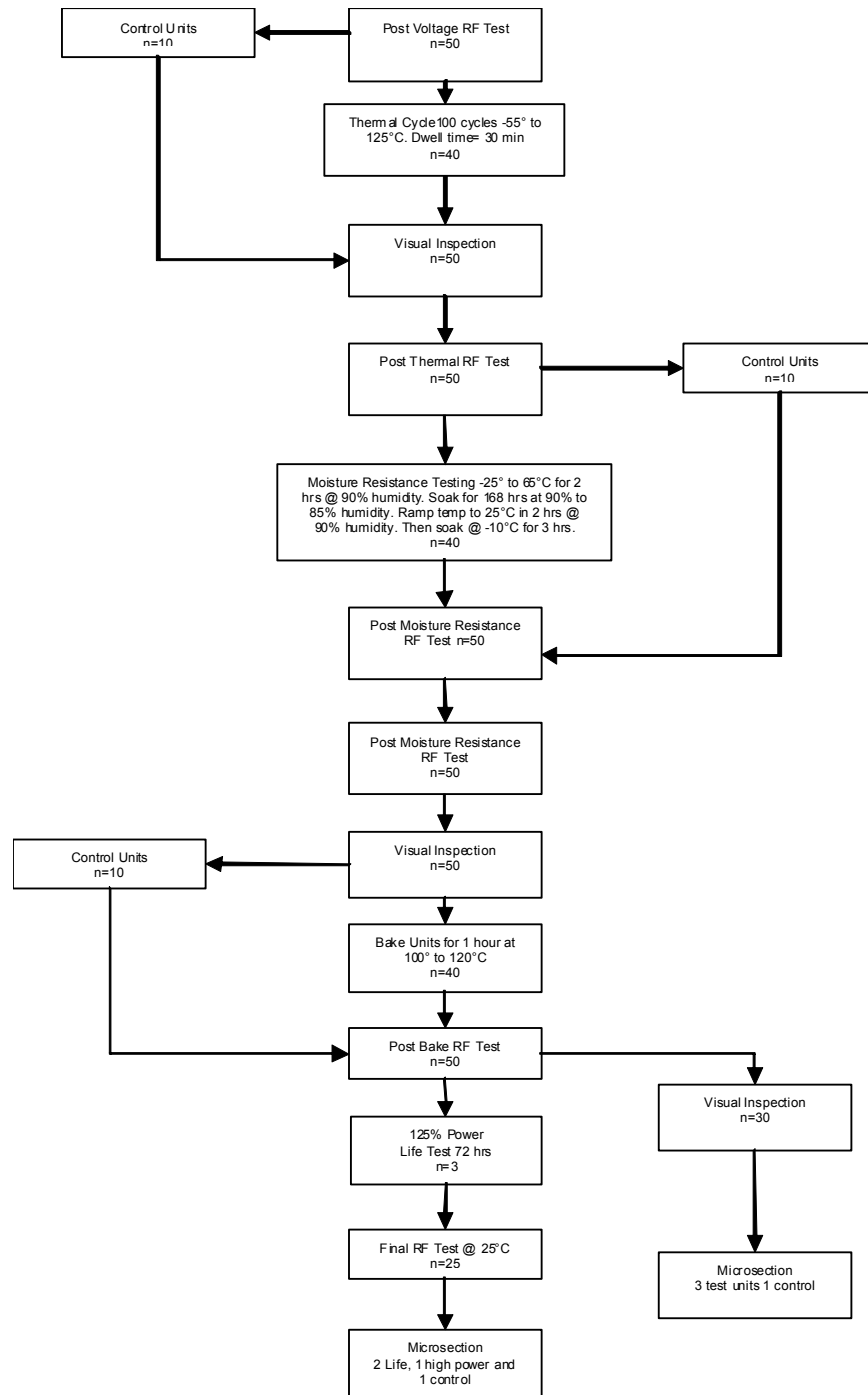 Control Units
n=10
Post Voltage RF Test
n=50
Thermal Cycle100 cycles -55° to
125°C. Dwell time= 30 min
n=40
Visual Inspection
n=50
Post Thermal RF Test
n=50
Control Units
n=10
Moisture Resistance Testing -25° to 65°C for 2
hrs @ 90% humidity. Soak for 168 hrs at 90% to
85% humidity. Ramp temp to 25°C in 2 hrs @
90% humidity. Then soak @ -10°C for 3 hrs.
n=40
Post Moisture Resistance
RF Test n=50
Post Moisture Resistance
RF Test
n=50
Control Units
n=10
Visual Inspection
n=50
Bake Units for 1 hour at
100° to 120°C
n=40
Post Bake RF Test
n=50
Visual Inspection
n=30
125% Power
Life Test 72 hrs
n=3
Final RF Test @ 25°C
n=25
Microsection
3 test units 1 control
Microsection
2 Life, 1 high power and
1 control